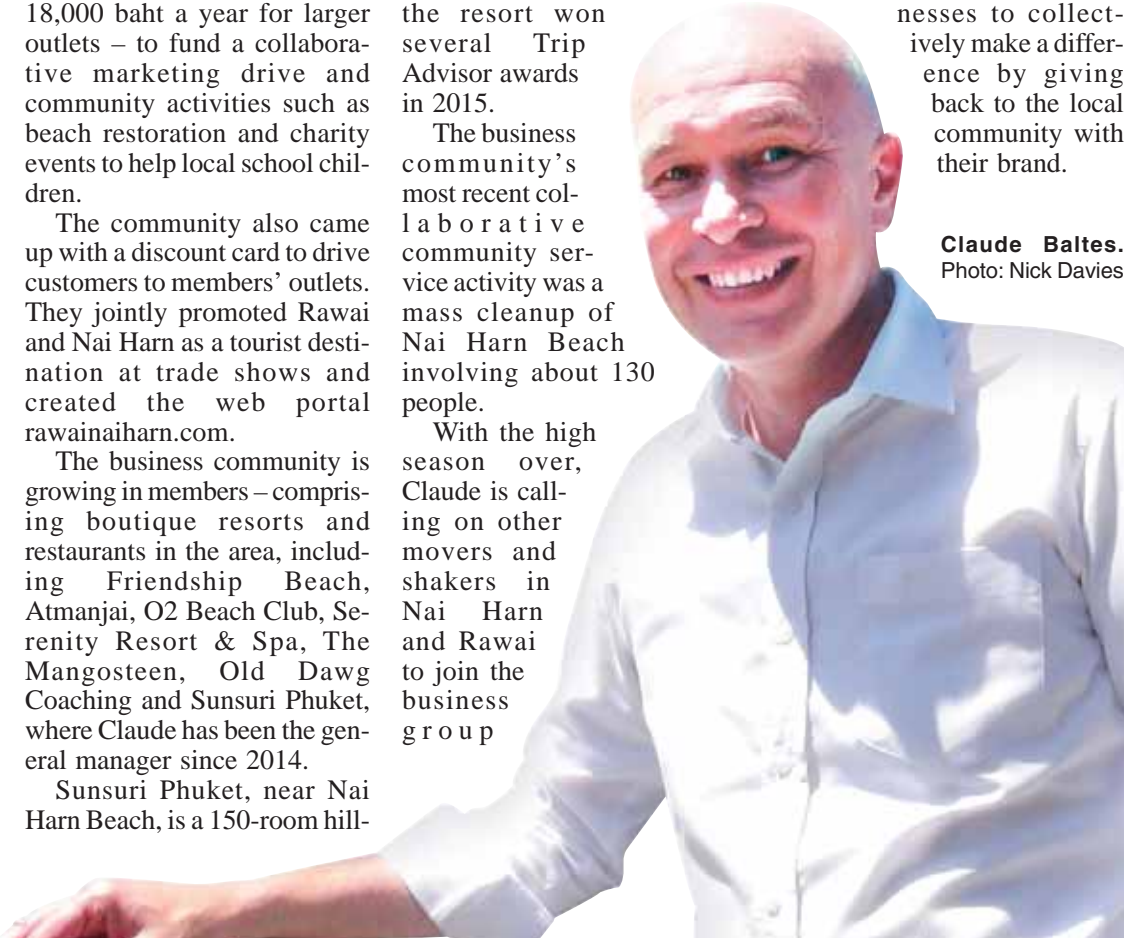 18,000 baht a year for larger
outlets – to fund a collabora-
tive marketing drive and
community activities such as
beach restoration and charity
events to help local school chil-
dren.
The community also came
up with a discount card to drive
customers to members' outlets.
They jointly promoted Rawai
and Nai Harn as a tourist desti-
nation at trade shows and
created the web portal
rawainaiharn.com.
The business community is
growing in members – compris-
ing boutique resorts and
restaurants in the area, includ-
ing Friendship Beach,
Atmanjai, O2 Beach Club, Se-
renity Resort & Spa, The
Mangosteen, Old Dawg
Coaching and Sunsuri Phuket,
where Claude has been the gen-
eral manager since 2014.
Sunsuri Phuket, near Nai
Harn Beach, is a 150-room hill-
the resort won
several Trip
Advisor awards
in 2015.
The business
community's
most recent col-
laborative
community ser-
vice activity was a
mass cleanup of
Nai Harn Beach
involving about 130
people.
With the high
season over,
Claude is call-
ing on other
movers and
shakers in
Nai Harn
and Rawai
to join the
business
group
nesses to collect-
ively make a differ-
ence by giving
back to the local
community with
their brand.
Claude Baltes.
Photo: Nick Davies